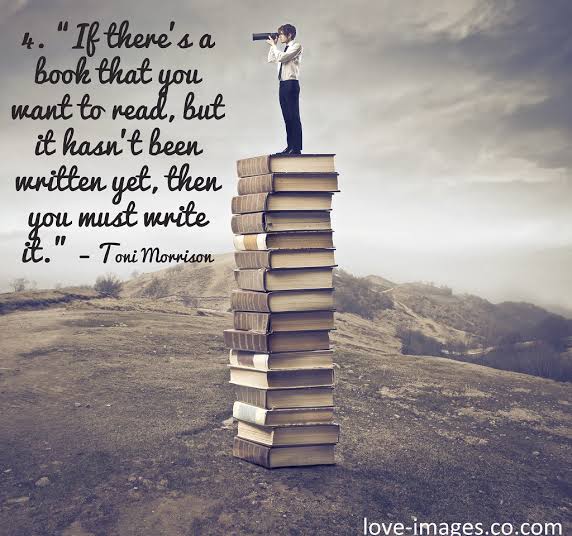 4. "If there's a
book that you
want to read, but
it hasn't been
written yet, then
you must write
it." – Toni Morrison
love-images.co.com